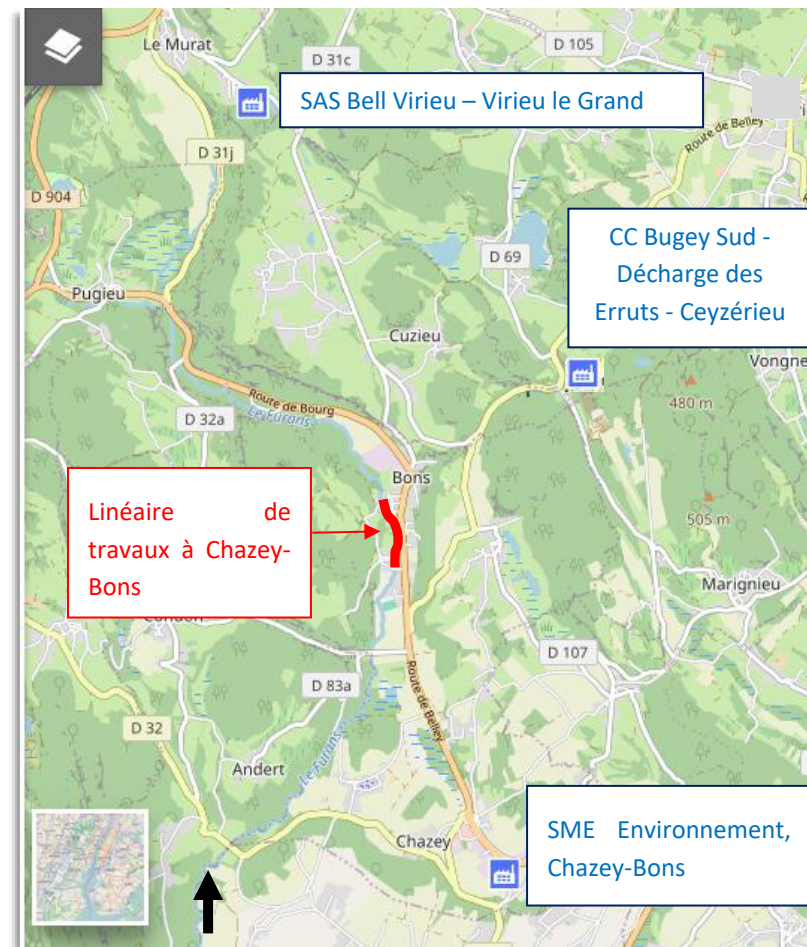 Le Murat
D 105
D 31c
SAS Bell Virieu – Virieu le Grand
Route de Belley
D 31j
D 904
CC Bugey Sud -
Décharge des
Erruts - Ceyzérieu
D 69
Pugieu
Cuzieu
Vongne
Route de Bourg
480 m
Le Furans
D 32a
Bons
Linéaire de
travaux à Chazey-
Bons
505 m
Marignieu
D 107
D 83a
Route de Belley
D 32
Le Furans
Andert
Chazey
SME Environnement,
Chazey-Bons